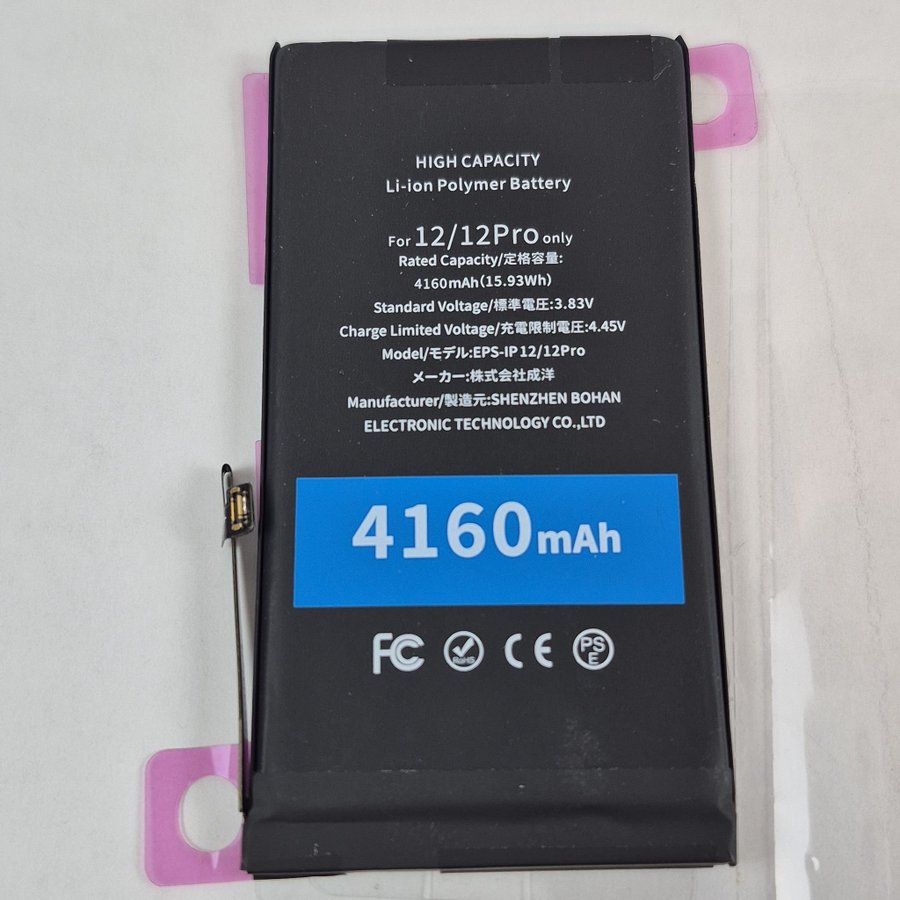 HIGH CAPACITY
Li-ion Polymer Battery
For 12/12Pro only
Rated Capacity/定格容量:
4160mAh(15.93Wh)
Standard Voltage/標準電圧:3.83V
Charge Limited Voltage/充電限制電圧:4.45V
Model/モデル:EPS-IP12/12Pro
メーカー:株式会社成洋
Manufacturer/製造元:SHENZHEN BOHAN
ELECTRONIC TECHNOLOGY CO.,LTD
4160mAh
FC RoHS CE PSE